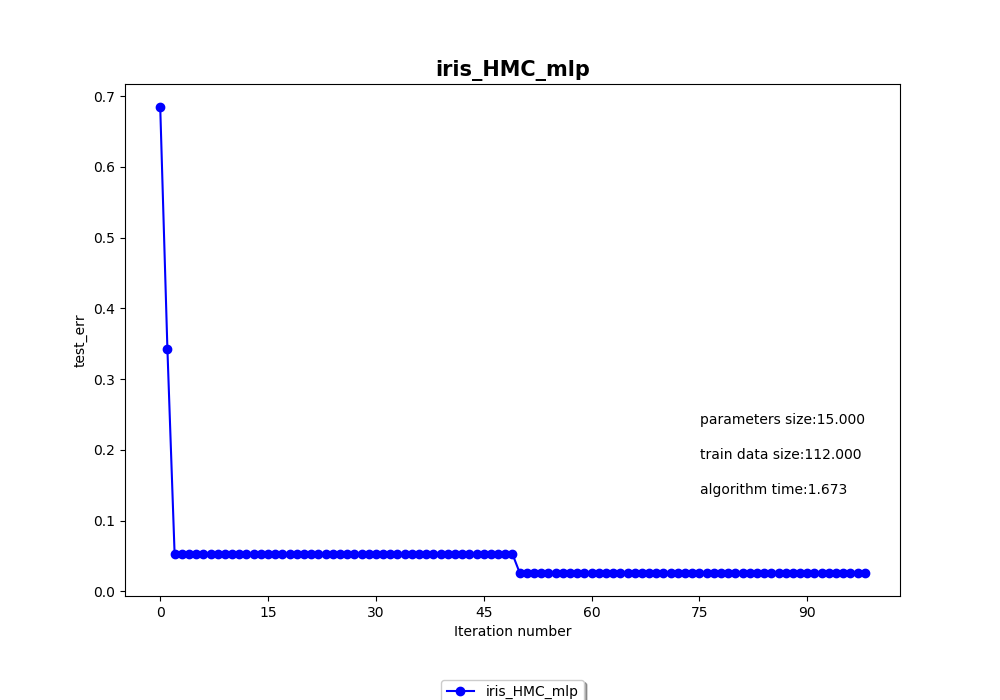 iris_HMC_mlp
0.7
0.6
0.5
0.4
0.3
0.2
0.1
0.0
test_err
parameters size:15.000
train data size:112.000
algorithm time:1.673
0 15 30 45 60 75 90
Iteration number
iris_HMC_mlp